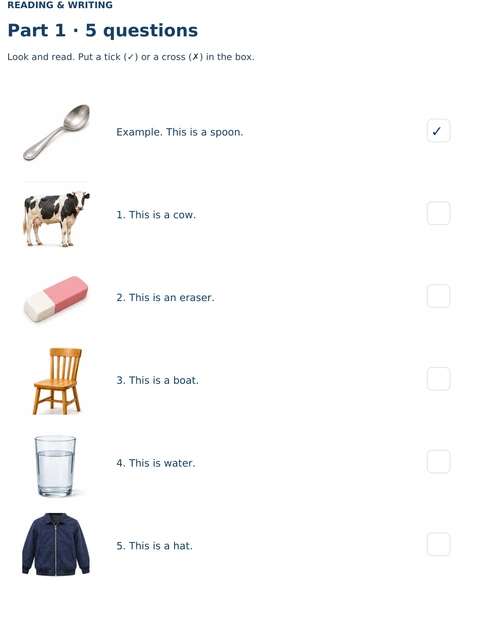 READING & WRITING
Part 1 · 5 questions
Look and read. Put a tick (✓) or a cross (✗) in the box.
Example. This is a spoon.
✓
1. This is a cow.
2. This is an eraser.
3. This is a boat.
4. This is water.
5. This is a hat.